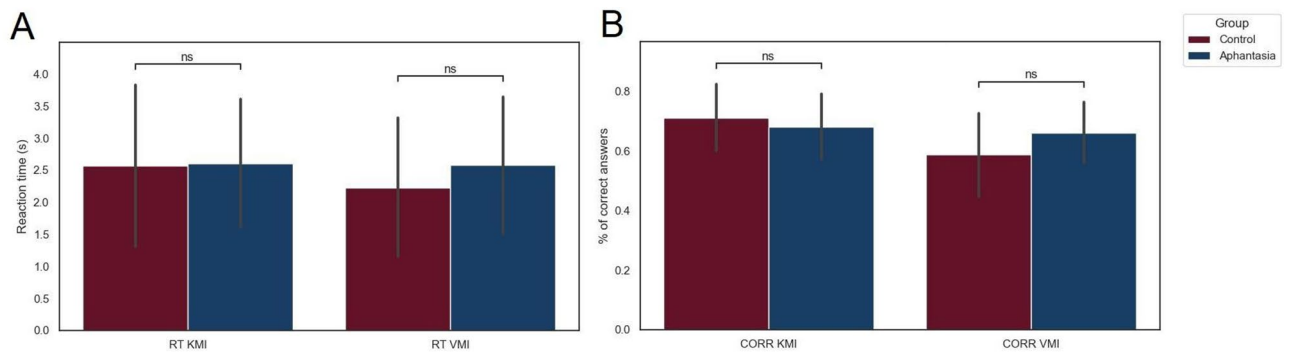 A
Reaction time (s)
4.0
3.5
3.0
2.5
2.0
1.5
1.0
0.5
0.0
ns
ns
RT KMI
RT VMI
B
% of correct answers
0.8
0.6
0.4
0.2
0.0
ns
ns
CORR KMI
CORR VMI
Group
Control
Aphantasia